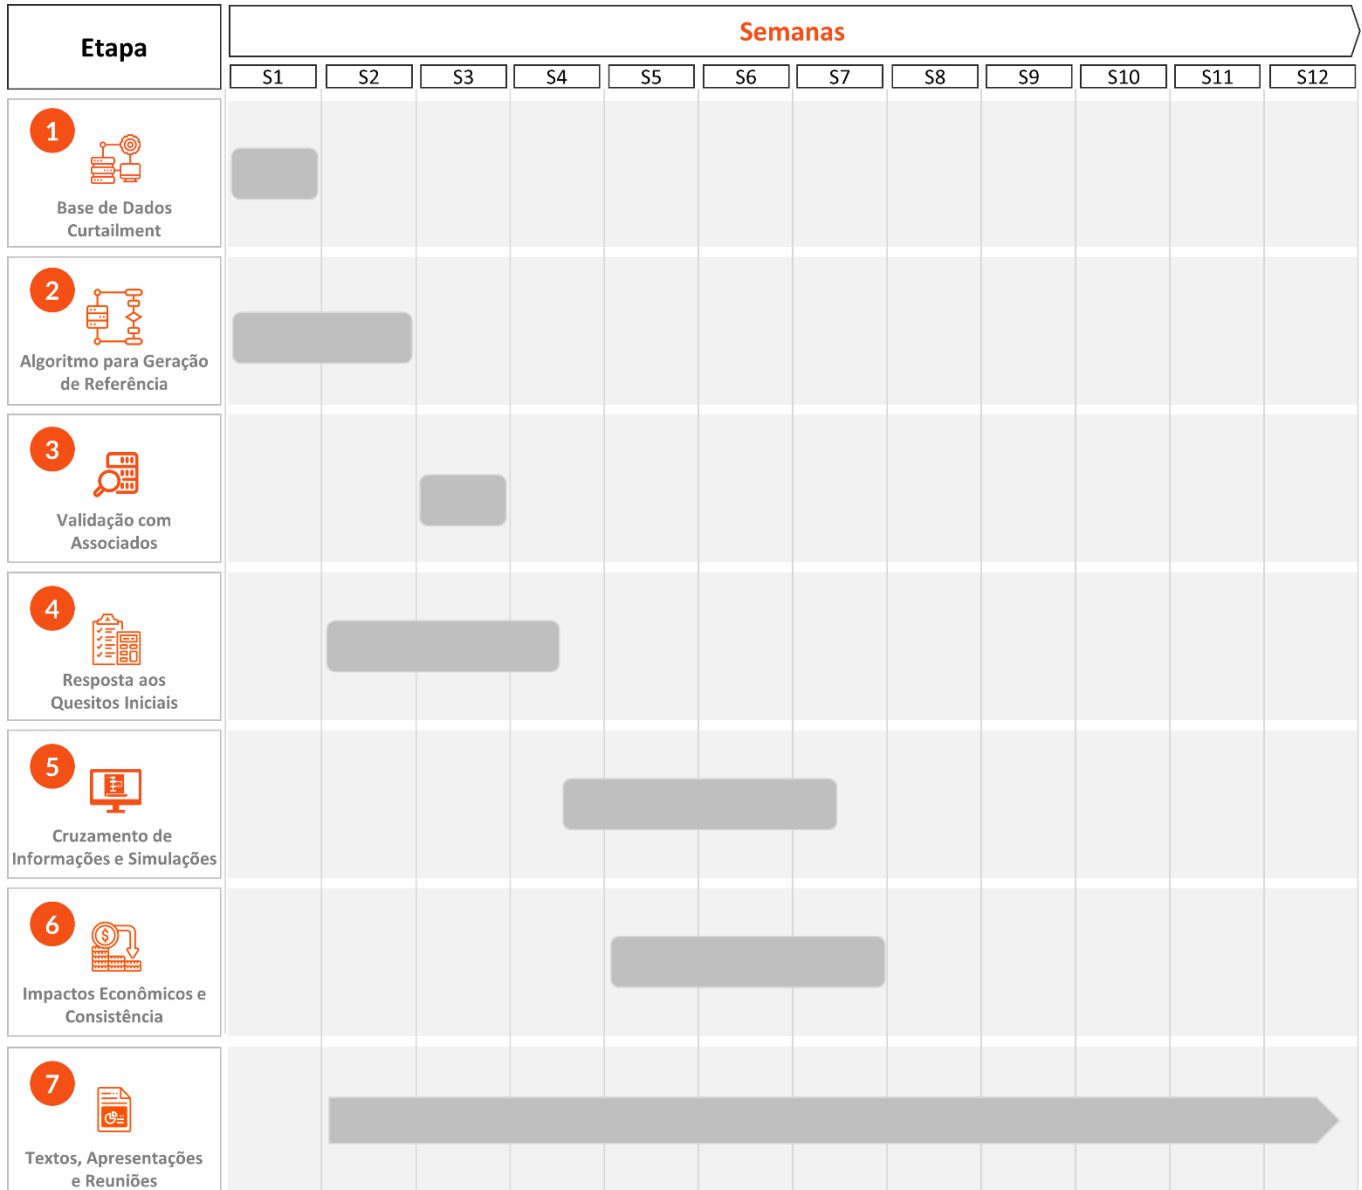 Etapa
Semanas
S1 S2 S3 S4 S5 S6 S7 S8 S9 S10 S11 S12
1
Base de Dados
Curtailment
2
Algoritmo para Geração
de Referência
3
Validação com
Associados
4
Resposta aos
Quesitos Iniciais
5
Cruzamento de
Informações e Simulações
6
Impactos Econômicos e
Consistência
7
Textos, Apresentações
e Reuniões